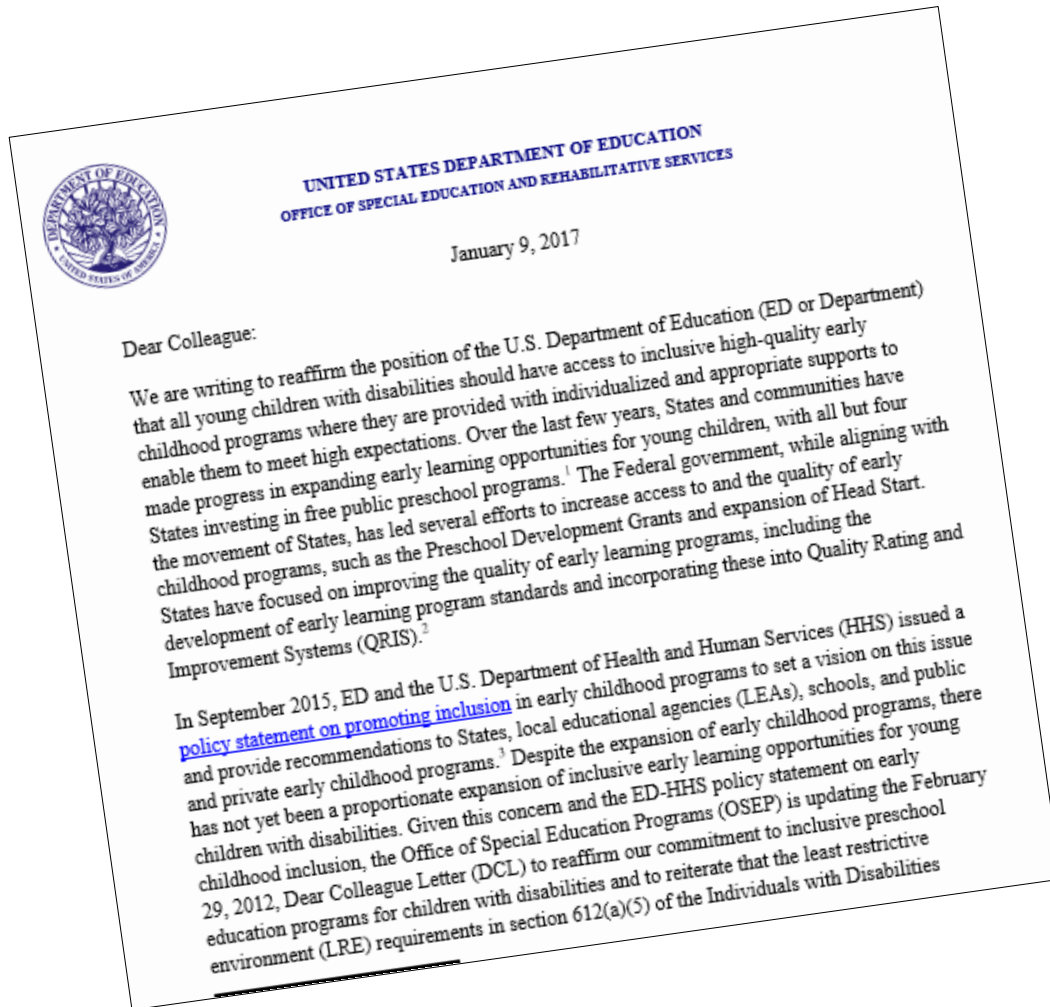 DEPARTMENT OF EDUCATION
UNITED STATES OF AMERICA
UNITED STATES DEPARTMENT OF EDUCATION
OFFICE OF SPECIAL EDUCATION AND REHABILITATIVE SERVICES
January 9, 2017
Dear Colleague:
We are writing to reaffirm the position of the U.S. Department of Education (ED or Department)
that all young children with disabilities should have access to inclusive high-quality early
childhood programs where they are provided with individualized and appropriate supports to
enable them to meet high expectations. Over the last few years, States and communities have
made progress in expanding early learning opportunities for young children, with all but four
States investing in free public preschool programs.1 The Federal government, while aligning with
the movement of States, has led several efforts to increase access to and the quality of early
childhood programs, such as the Preschool Development Grants and expansion of Head Start.
States have focused on improving the quality of early learning programs, including the
development of early learning program standards and incorporating these into Quality Rating and
Improvement Systems (QRIS).2
In September 2015, ED and the U.S. Department of Health and Human Services (HHS) issued a
policy statement on promoting inclusion in early childhood programs to set a vision on this issue
and provide recommendations to States, local educational agencies (LEAs), schools, and public
and private early childhood programs.3 Despite the expansion of early childhood programs, there
has not yet been a proportionate expansion of inclusive early learning opportunities for young
children with disabilities. Given this concern and the ED-HHS policy statement on early
childhood inclusion, the Office of Special Education Programs (OSEP) is updating the February
29, 2012, Dear Colleague Letter (DCL) to reaffirm our commitment to inclusive preschool
education programs for children with disabilities and to reiterate that the least restrictive
environment (LRE) requirements in section 612(a)(5) of the Individuals with Disabilities